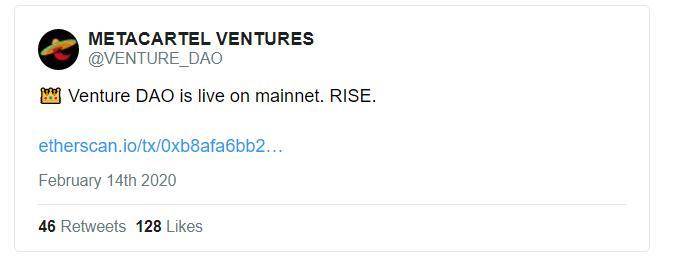 METACARTEL VENTURES
@VENTURE_DAO
👑 Venture DAO is live on mainnet. RISE.
etherscan.io/tx/0xb8afa6bb2…
February 14th 2020
46 Retweets 128 Likes